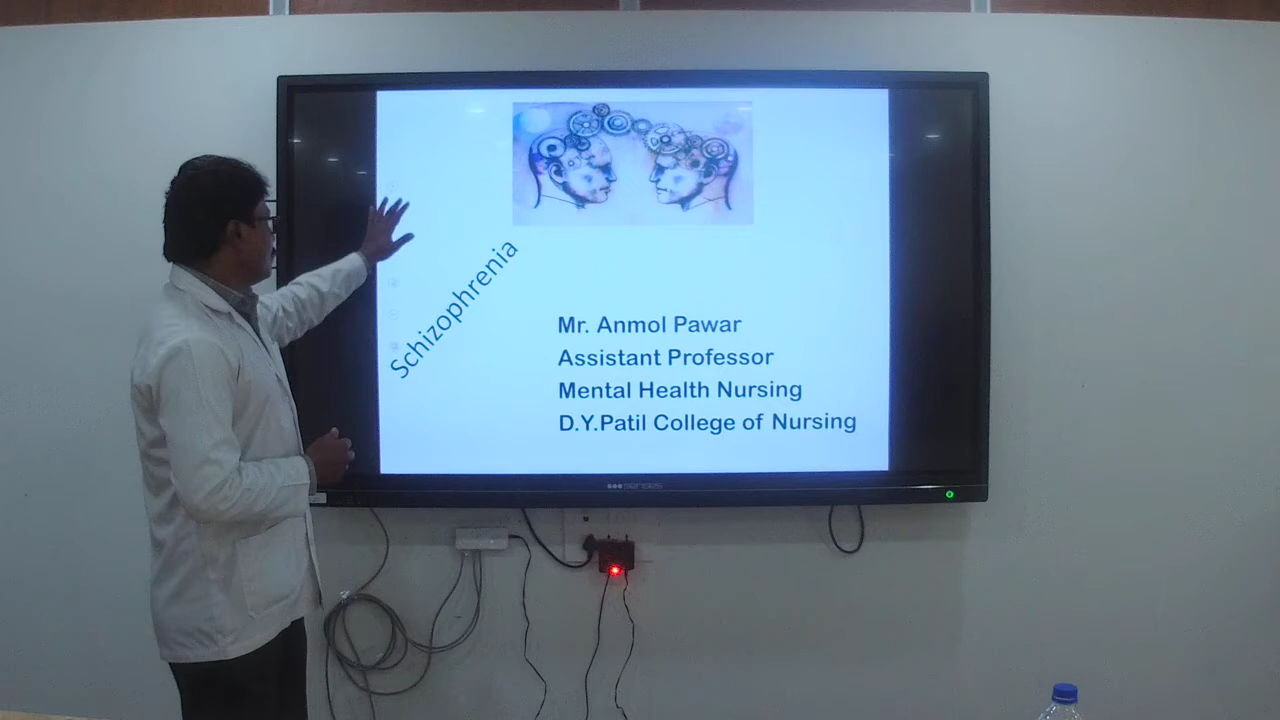 Schizophrenia
Mr. Anmol Pawar
Assistant Professor
Mental Health Nursing
D.Y.Patil College of Nursing